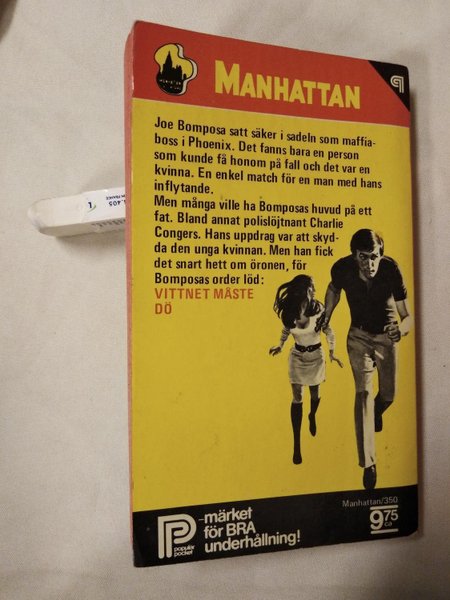 MANHATTAN
Joe Bomposa satt säker i sadeln som maffia-
boss i Phoenix. Det fanns bara en person
som kunde få honom på fall och det var en
kvinna. En enkel match för en man med hans
inflytande.
Men många ville ha Bomposas huvud på ett
fat. Bland annat polislöjtnant Charlie
Congers. Hans uppdrag var att skyd-
da den unga kvinnan. Men han fick
det snart hett om öronen, för
Bomposas order löd:
VITTNET MÅSTE
DÖ
Manhattan/350
975
ca
populär
pocket
–märket
för BRA
underhållning!